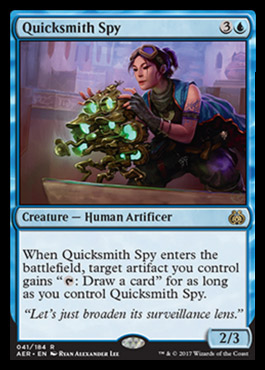 Quicksmith Spy 3
Creature — Human Artificer
When Quicksmith Spy enters the
battlefield, target artifact you control
gains “: Draw a card” for as long
as you control Quicksmith Spy.
“Let’s just broaden its surveillance lens.”
2/3
041/184 R
AER • EN Ryan Alexander Lee
™ & © 2017 Wizards of the Coast